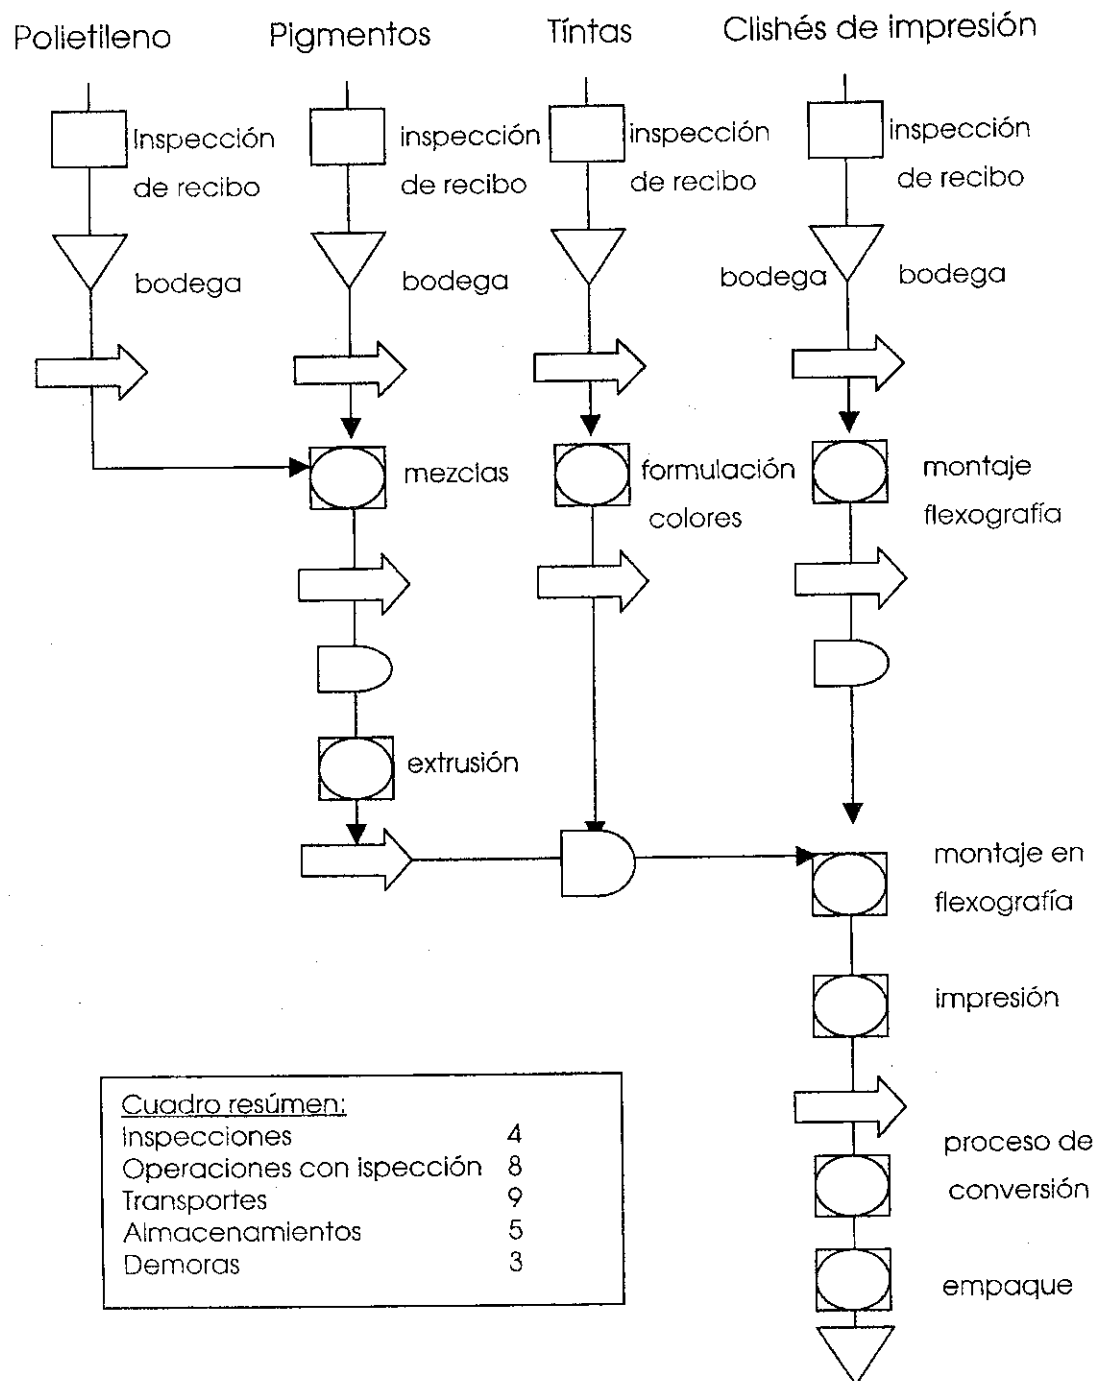 Polietileno
Pigmentos
Tíntas
Clishés de impresión
Inspección
de recibo
inspección
de recibo
inspección
de recibo
inspección
de recibo
bodega
bodega
bodega
bodega
mezclas
formulación
colores
montaje
flexografía
extrusión
montaje en
flexografía
impresión
proceso de
conversión
empaque
Cuadro resúmen:
Inspecciones 4
Operaciones con ispección 8
Transportes 9
Almacenamientos 5
Demoras 3